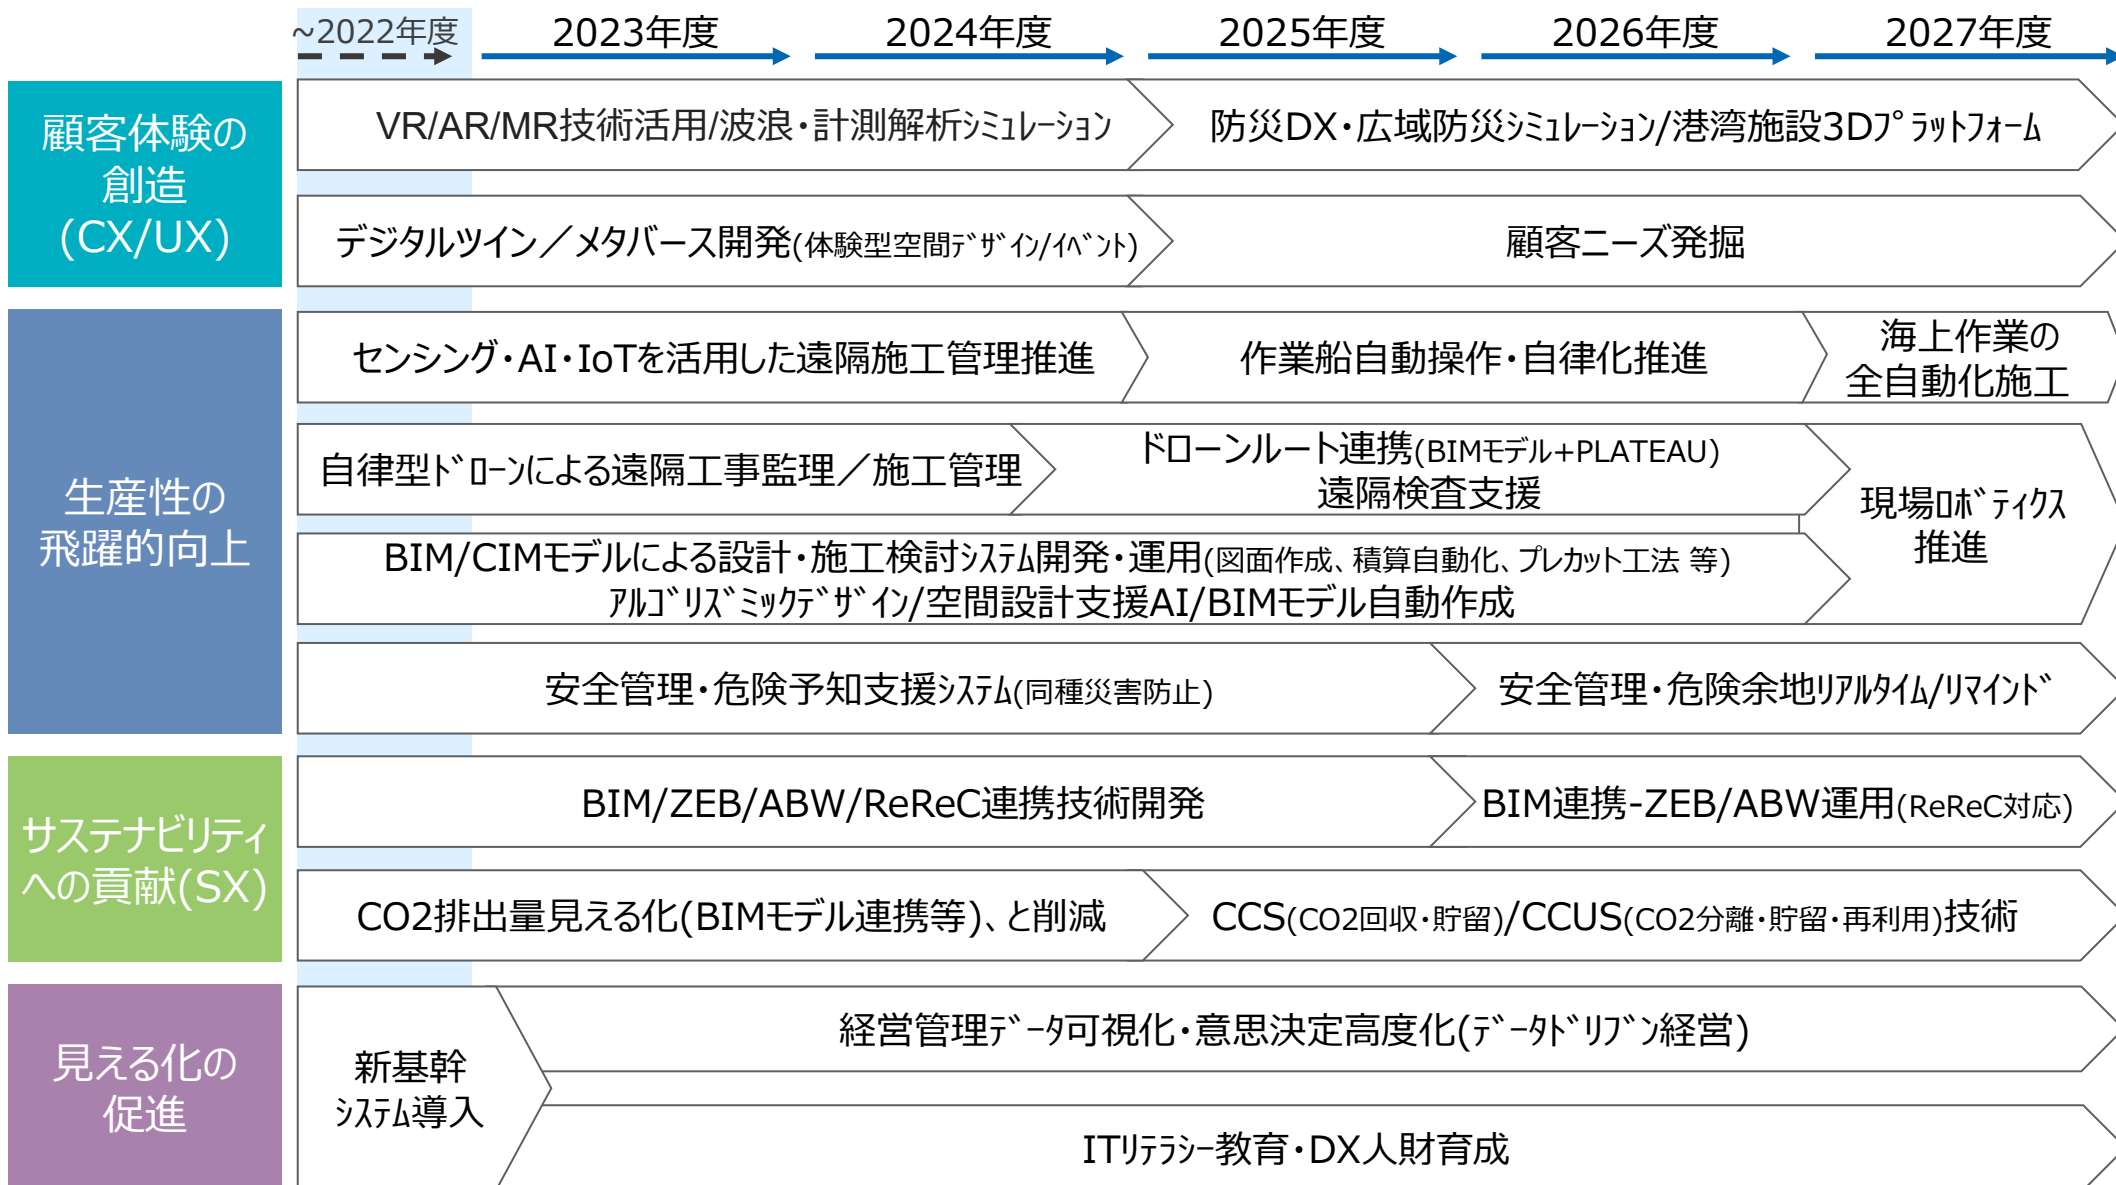 ~2022年度
2023年度
2024年度
2025年度
2026年度
2027年度
顧客体験の
創造
(CX/UX)
VR/AR/MR技術活用/波浪・計測解析ｼﾐｭﾚｰｼｮﾝ
防災DX・広域防災ｼﾐｭﾚｰｼｮﾝ/港湾施設3Dﾌﾟﾗｯﾄﾌｫｰﾑ
デジタルツイン／メタバース開発(体験型空間ﾃﾞｻﾞｲﾝ/ｲﾍﾞﾝﾄ)
顧客ニーズ発掘
生産性の
飛躍的向上
センシング・AI・IoTを活用した遠隔施工管理推進
作業船自動操作・自律化推進
海上作業の
全自動化施工
自律型ﾄﾞﾛｰﾝによる遠隔工事監理／施工管理
ドローンルート連携(BIMモデル+PLATEAU)
遠隔検査支援
現場ﾛﾎﾞﾃｨｸｽ
推進
BIM/CIMモデルによる設計・施工検討ｼｽﾃﾑ開発・運用(図面作成、積算自動化、プレカット工法 等)
ｱﾙｺﾞﾘｽﾞﾐｯｸﾃﾞｻﾞｲﾝ/空間設計支援AI/BIMモデル自動作成
安全管理・危険予知支援ｼｽﾃﾑ(同種災害防止)
安全管理・危険余地ﾘｱﾙﾀｲﾑ/ﾘﾏｲﾝﾄﾞ
サステナビリティ
への貢献(SX)
BIM/ZEB/ABW/ReReC連携技術開発
BIM連携-ZEB/ABW運用(ReReC対応)
CO2排出量見える化(BIMモデル連携等)、と削減
CCS(CO2回収・貯留)/CCUS(CO2分離・貯留・再利用)技術
見える化の
促進
新基幹
ｼｽﾃﾑ導入
経営管理ﾃﾞｰﾀ可視化・意思決定高度化(ﾃﾞｰﾀﾄﾞﾘﾌﾞﾝ経営)
ITﾘﾃﾗｼｰ教育・DX人財育成